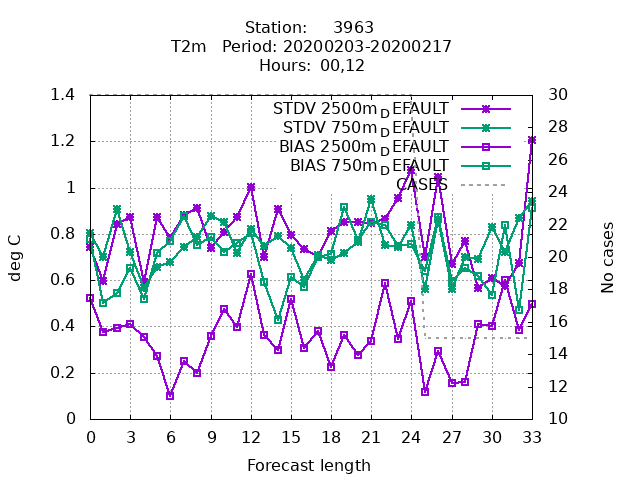 Station: 3963
T2m Period: 20200203-20200217
Hours: 00,12
1.4
1.2
1
0.8
0.6
0.4
0.2
0
deg C
30
28
26
24
22
20
18
16
14
12
10
No cases
STDV 2500m_DEFAULT
STDV 750m_DEFAULT
BIAS 2500m_DEFAULT
BIAS 750m_DEFAULT
CASES
0 3 6 9 12 15 18 21 24 27 30 33
Forecast length